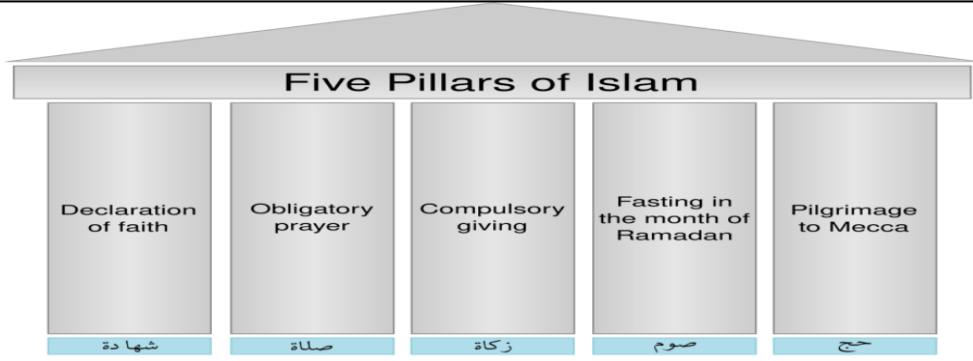 Five Pillars of Islam
Declaration
of faith
Obligatory
prayer
Compulsory
giving
Fasting in
the month of
Ramadan
Pilgrimage
to Mecca
شهادة
صلاة
زكاة
صوم
حج